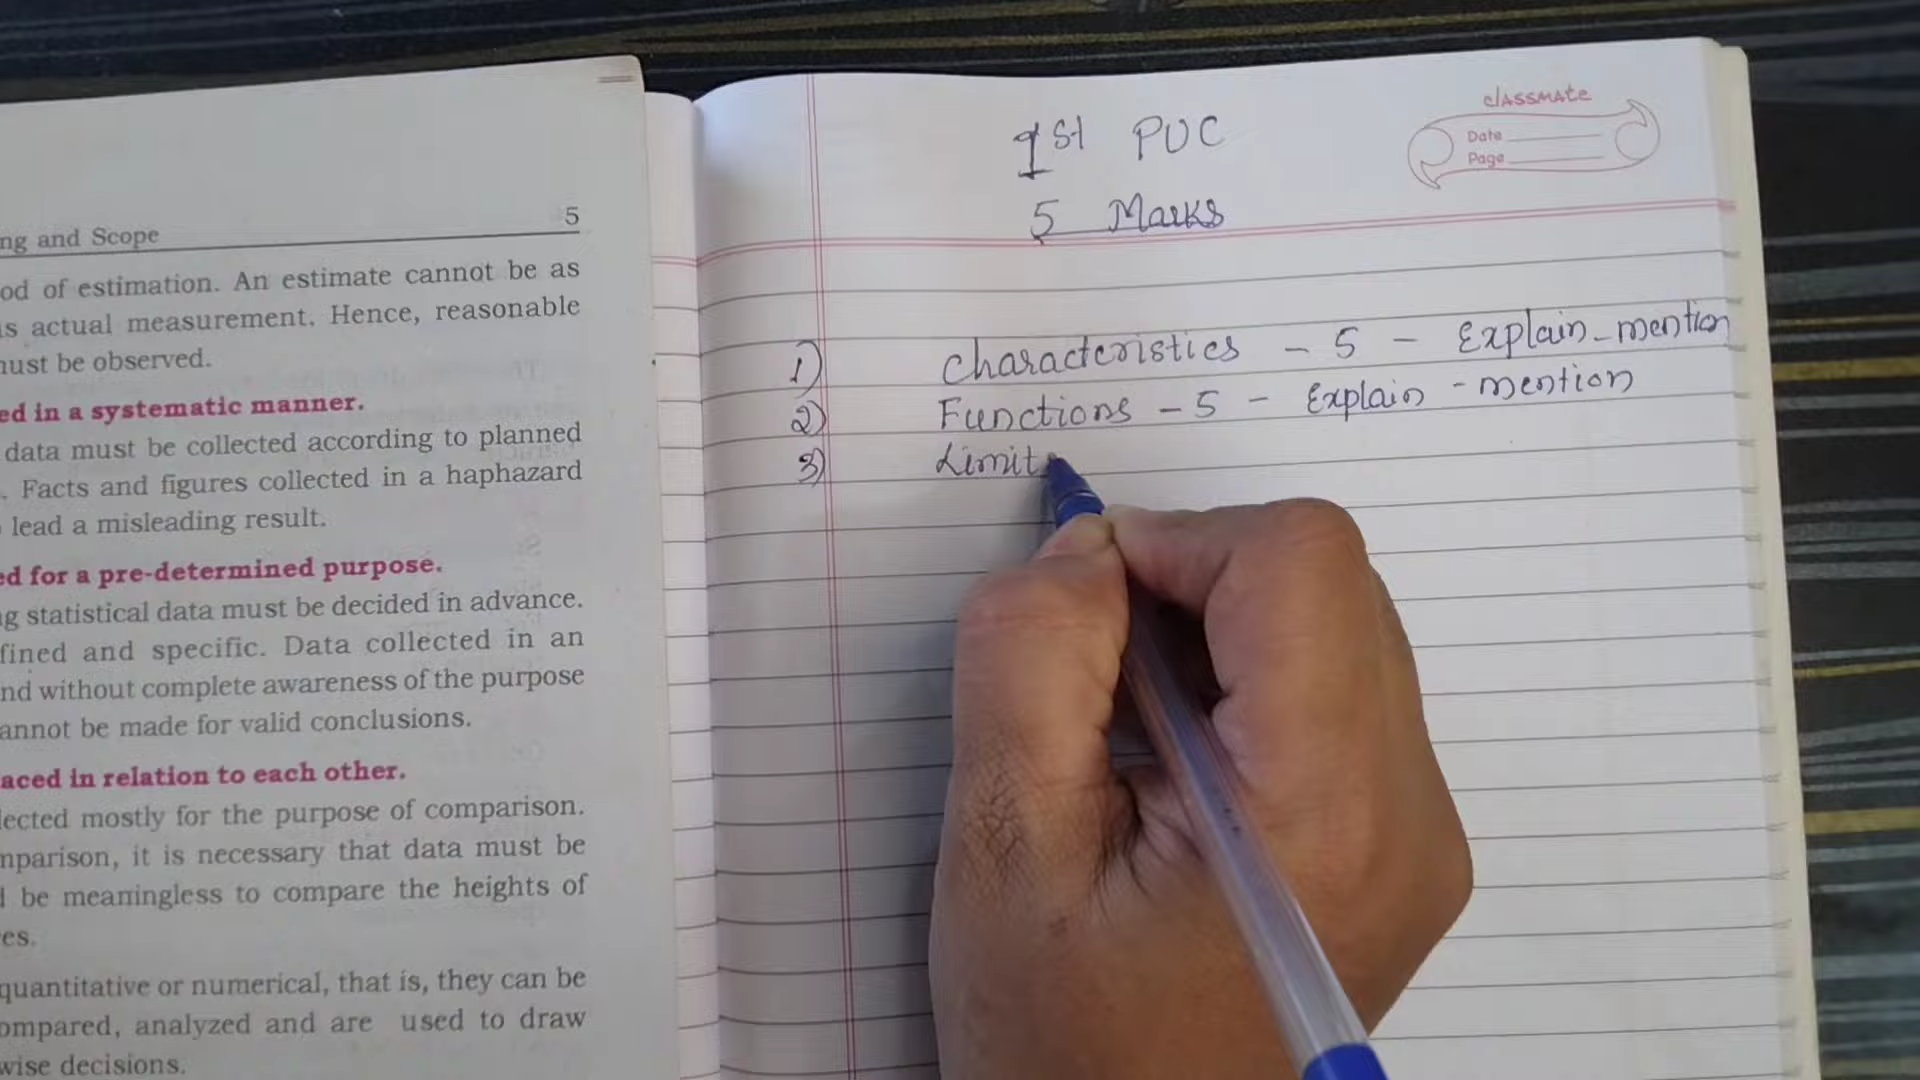 5
ng and Scope
od of estimation. An estimate cannot be as
is actual measurement. Hence, reasonable
must be observed.
ed in a systematic manner.
data must be collected according to planned
. Facts and figures collected in a haphazard
lead a misleading result.
ed for a pre-determined purpose.
g statistical data must be decided in advance.
fined and specific. Data collected in an
nd without complete awareness of the purpose
annot be made for valid conclusions.
aced in relation to each other.
lected mostly for the purpose of comparison.
mparison, it is necessary that data must be
d be meaningless to compare the heights of
es.
quantitative or numerical, that is, they can be
ompared, analyzed and are used to draw
wise decisions.
classmate
Date
Page
1st PUC
5 Marks
1) Characteristics - 5 - Explain - mention
2) Functions - 5 - Explain - mention
3) Limit